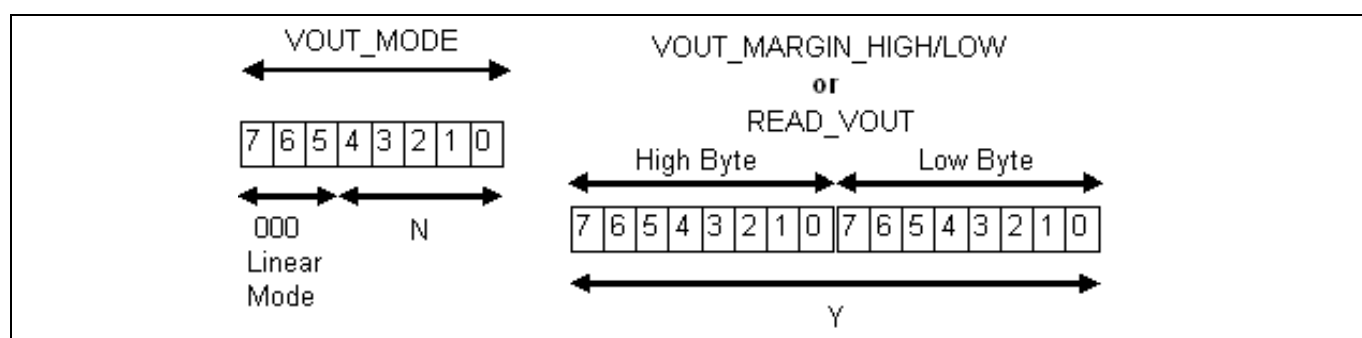 VOUT_MODE
7 6 5 4 3 2 1 0
000
Linear
Mode
N
VOUT_MARGIN_HIGH/LOW
or
READ_VOUT
High Byte Low Byte
7 6 5 4 3 2 1 0 7 6 5 4 3 2 1 0
Y